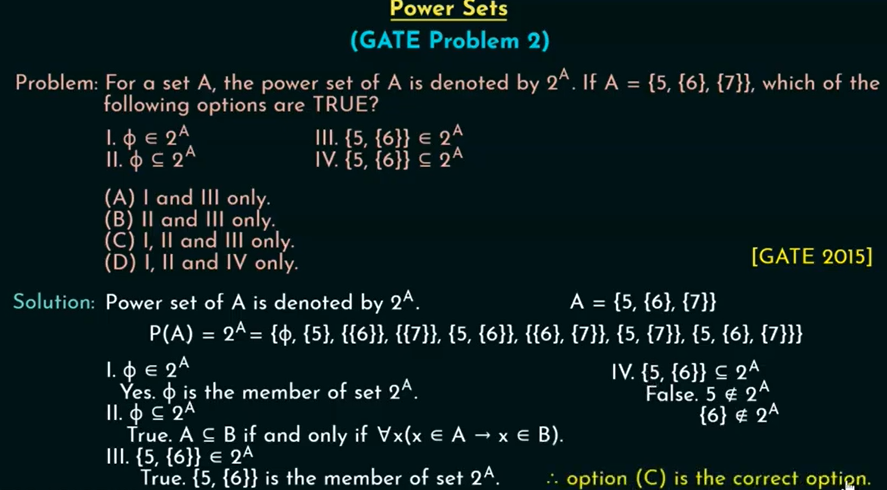 Power Sets
(GATE Problem 2)
Problem: For a set A, the power set of A is denoted by 2^A. If A = {5, {6}, {7}}, which of the
following options are TRUE?
I. ϕ ∈ 2^A III. {5, {6}} ∈ 2^A
II. ϕ ⊆ 2^A IV. {5, {6}} ⊆ 2^A
(A) I and III only.
(B) II and III only.
(C) I, II and III only.
(D) I, II and IV only.
[GATE 2015]
Solution: Power set of A is denoted by 2^A. A = {5, {6}, {7}}
P(A) = 2^A = {ϕ, {5}, {{6}}, {{7}}, {5, {6}}, {{6}, {7}}, {5, {7}}, {5, {6}, {7}}}
I. ϕ ∈ 2^A IV. {5, {6}} ⊆ 2^A
Yes. ϕ is the member of set 2^A. False. 5 ∉ 2^A
II. ϕ ⊆ 2^A {6} ∉ 2^A
True. A ⊆ B if and only if ∀x(x ∈ A → x ∈ B).
III. {5, {6}} ∈ 2^A
True. {5, {6}} is the member of set 2^A. ∴ option (C) is the correct option.